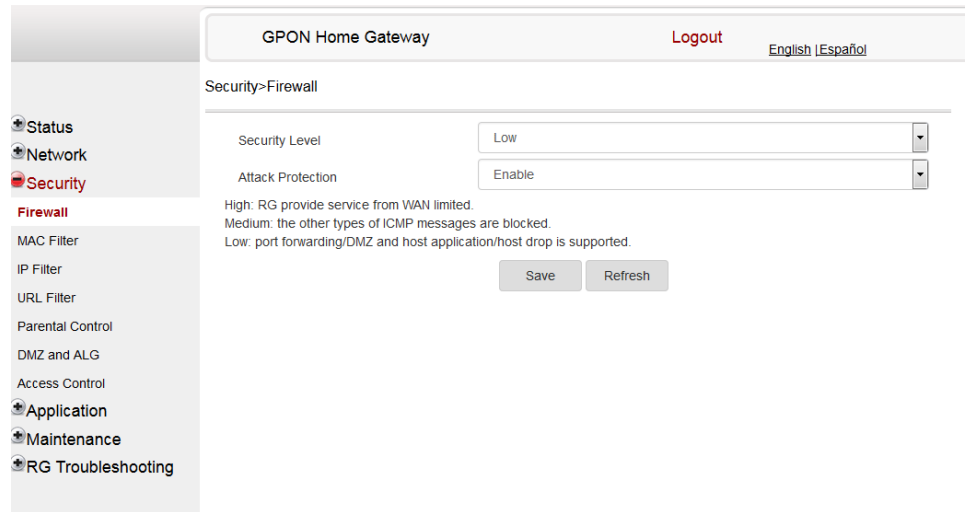 GPON Home Gateway
Logout
English |Español
Security>Firewall
Status
Network
Security
Firewall
MAC Filter
IP Filter
URL Filter
Parental Control
DMZ and ALG
Access Control
Application
Maintenance
RG Troubleshooting
Security Level
Low
Attack Protection
Enable
High: RG provide service from WAN limited.
Medium: the other types of ICMP messages are blocked.
Low: port forwarding/DMZ and host application/host drop is supported.
Save
Refresh